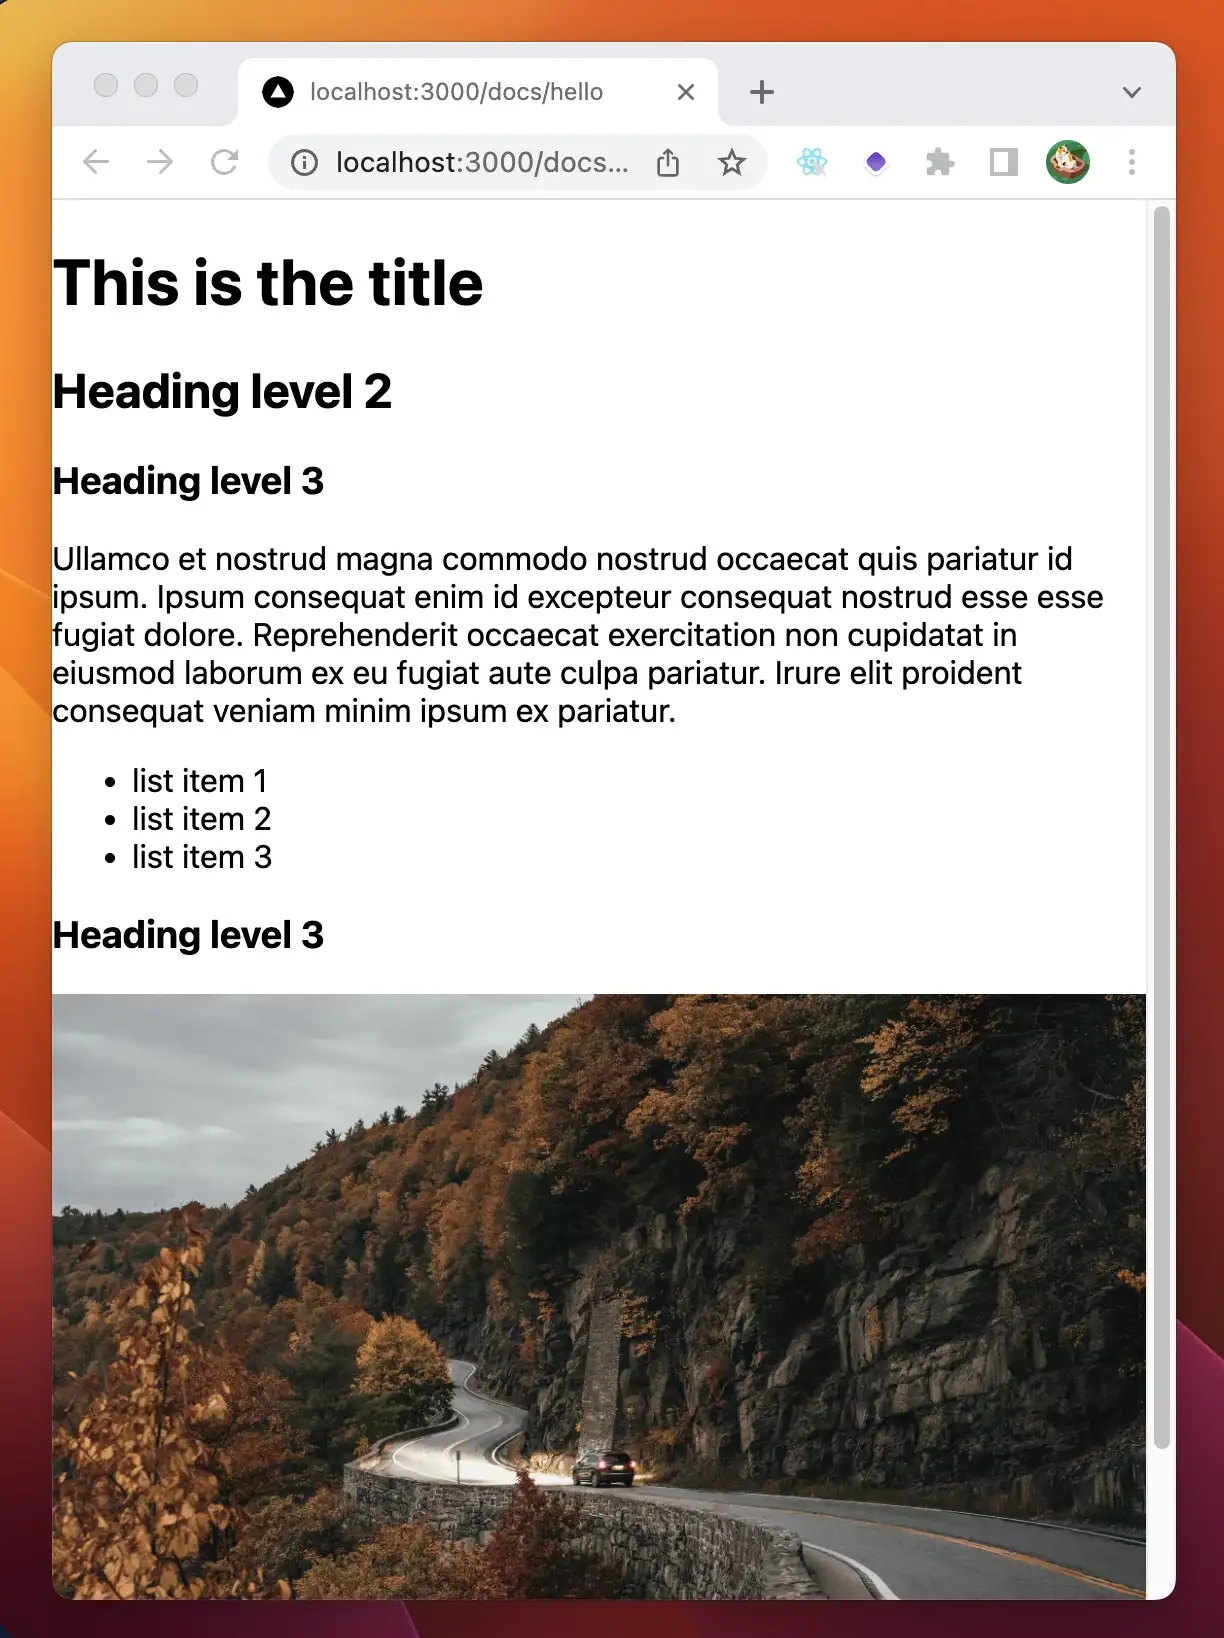 localhost:3000/docs/hello
localhost:3000/docs...
This is the title
Heading level 2
Heading level 3
Ullamco et nostrud magna commodo nostrud occaecat quis pariatur id
ipsum. Ipsum consequat enim id excepteur consequat nostrud esse esse
fugiat dolore. Reprehenderit occaecat exercitation non cupidatat in
eiusmod laborum ex eu fugiat aute culpa pariatur. Irure elit proident
consequat veniam minim ipsum ex pariatur.
• list item 1
• list item 2
• list item 3
Heading level 3